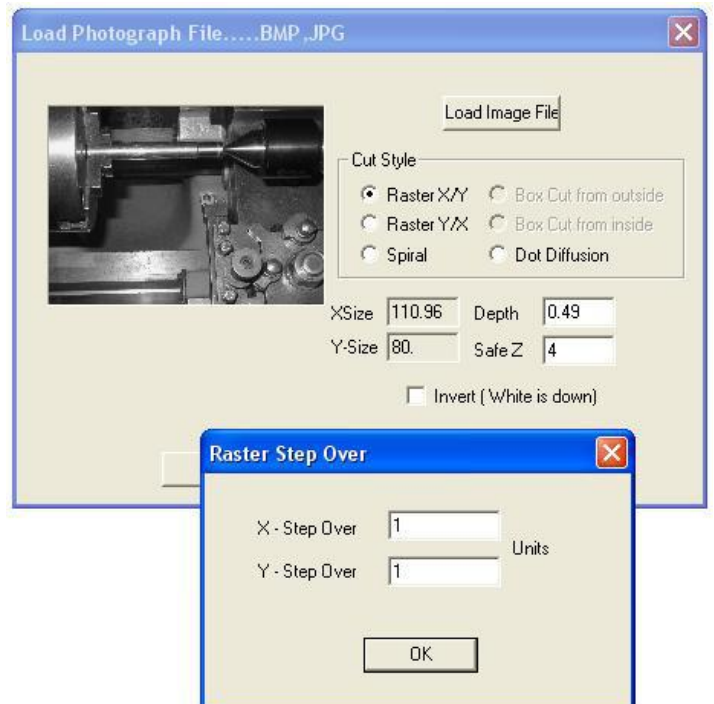 Load Photograph File.....BMP,JPG
Load Image File
Cut Style
Raster X/Y Box Cut from outside
Raster Y/X Box Cut from inside
Spiral Dot Diffusion
XSize 110.96 Depth 0.49
Y-Size 80. Safe Z 4
Invert ( White is down)
Raster Step Over
X - Step Over 1
Units
Y - Step Over 1
OK